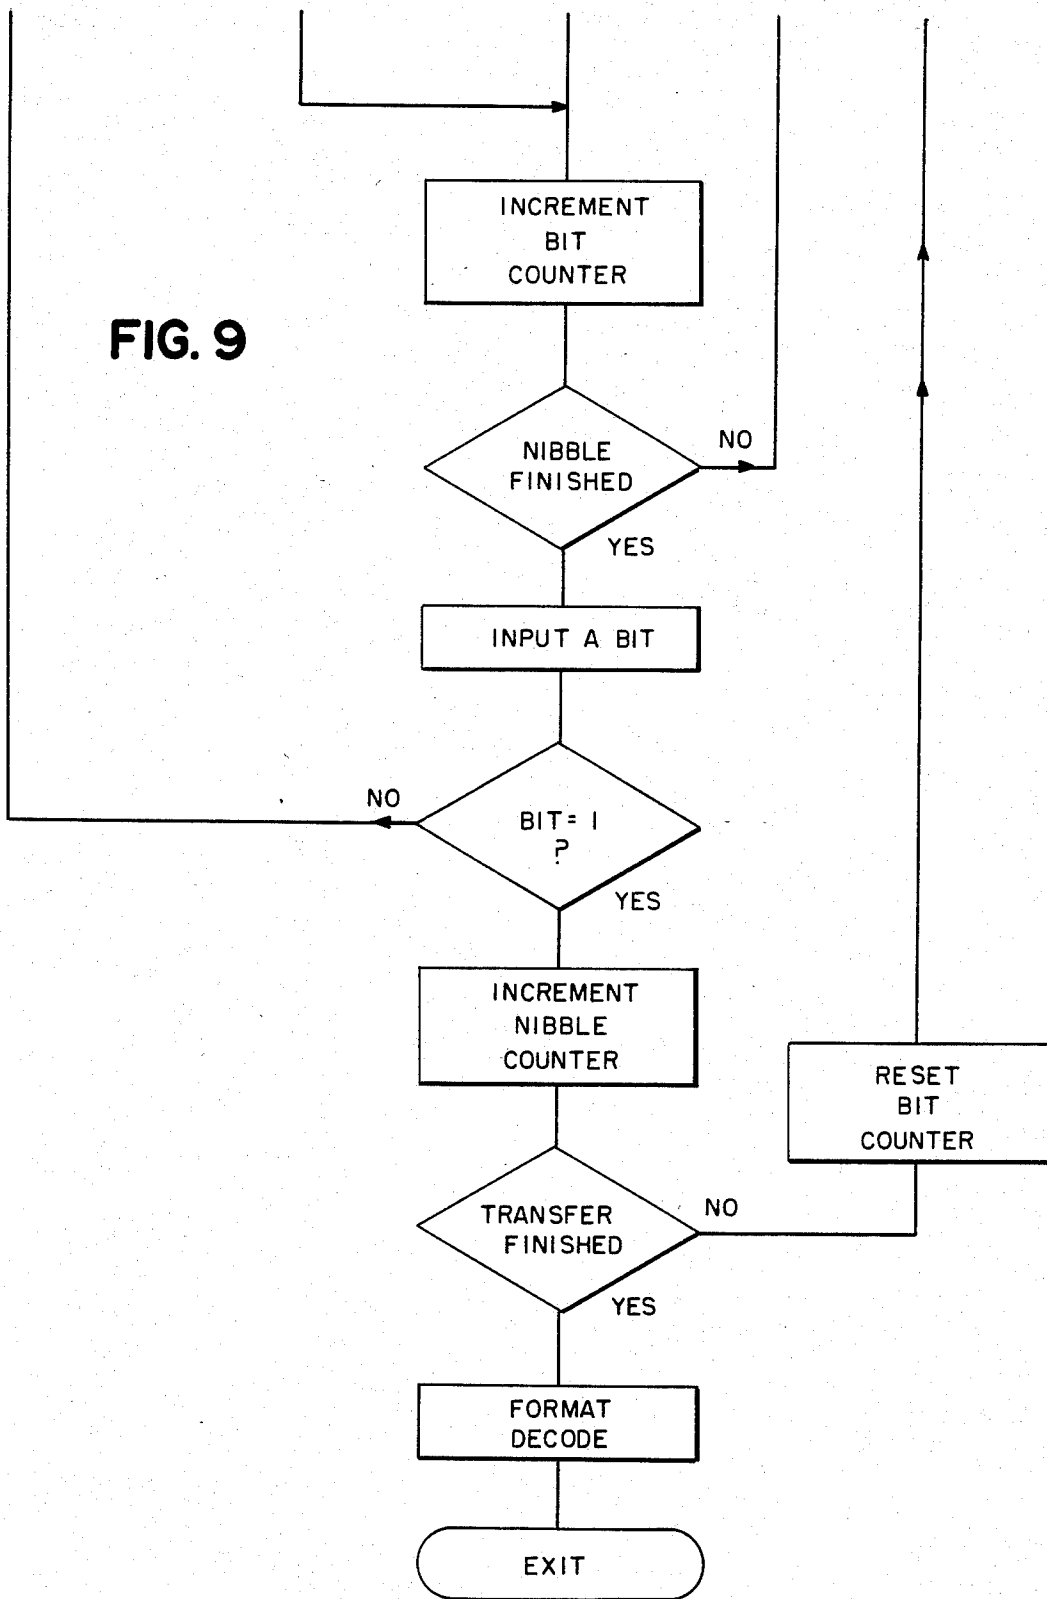 INCREMENT
BIT
COUNTER
FIG. 9
NIBBLE
FINISHED
NO
YES
INPUT A BIT
NO
BIT = 1
?
YES
INCREMENT
NIBBLE
COUNTER
RESET
BIT
COUNTER
TRANSFER
FINISHED
NO
YES
FORMAT
DECODE
EXIT